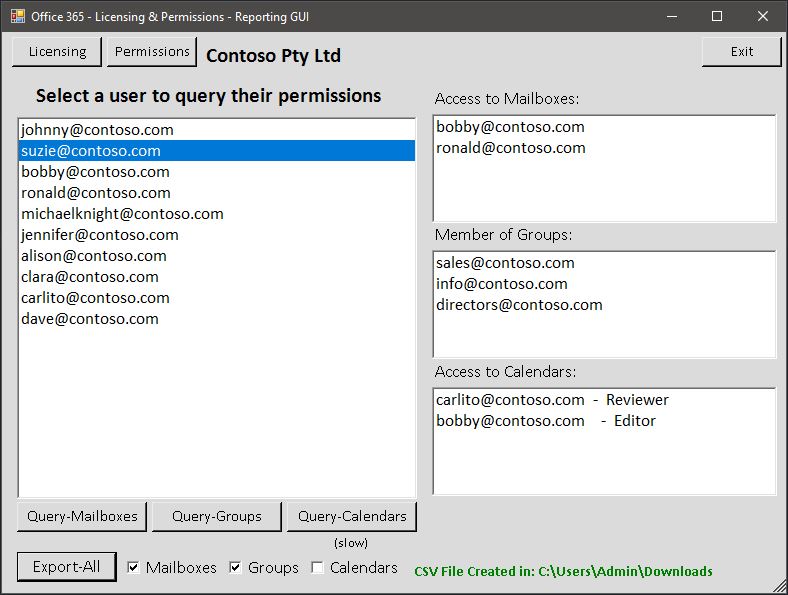 Office 365 - Licensing & Permissions - Reporting GUI
Licensing
Permissions
Contoso Pty Ltd
Exit
Select a user to query their permissions
johnny@contoso.com
suzie@contoso.com
bobby@contoso.com
ronald@contoso.com
michaelknight@contoso.com
jennifer@contoso.com
alison@contoso.com
clara@contoso.com
carlito@contoso.com
dave@contoso.com
Query-Mailboxes
Query-Groups
Query-Calendars
(slow)
Access to Mailboxes:
bobby@contoso.com
ronald@contoso.com
Member of Groups:
sales@contoso.com
info@contoso.com
directors@contoso.com
Access to Calendars:
carlito@contoso.com - Reviewer
bobby@contoso.com - Editor
Export-All
Mailboxes
Groups
Calendars
CSV File Created in: C:\Users\Admin\Downloads